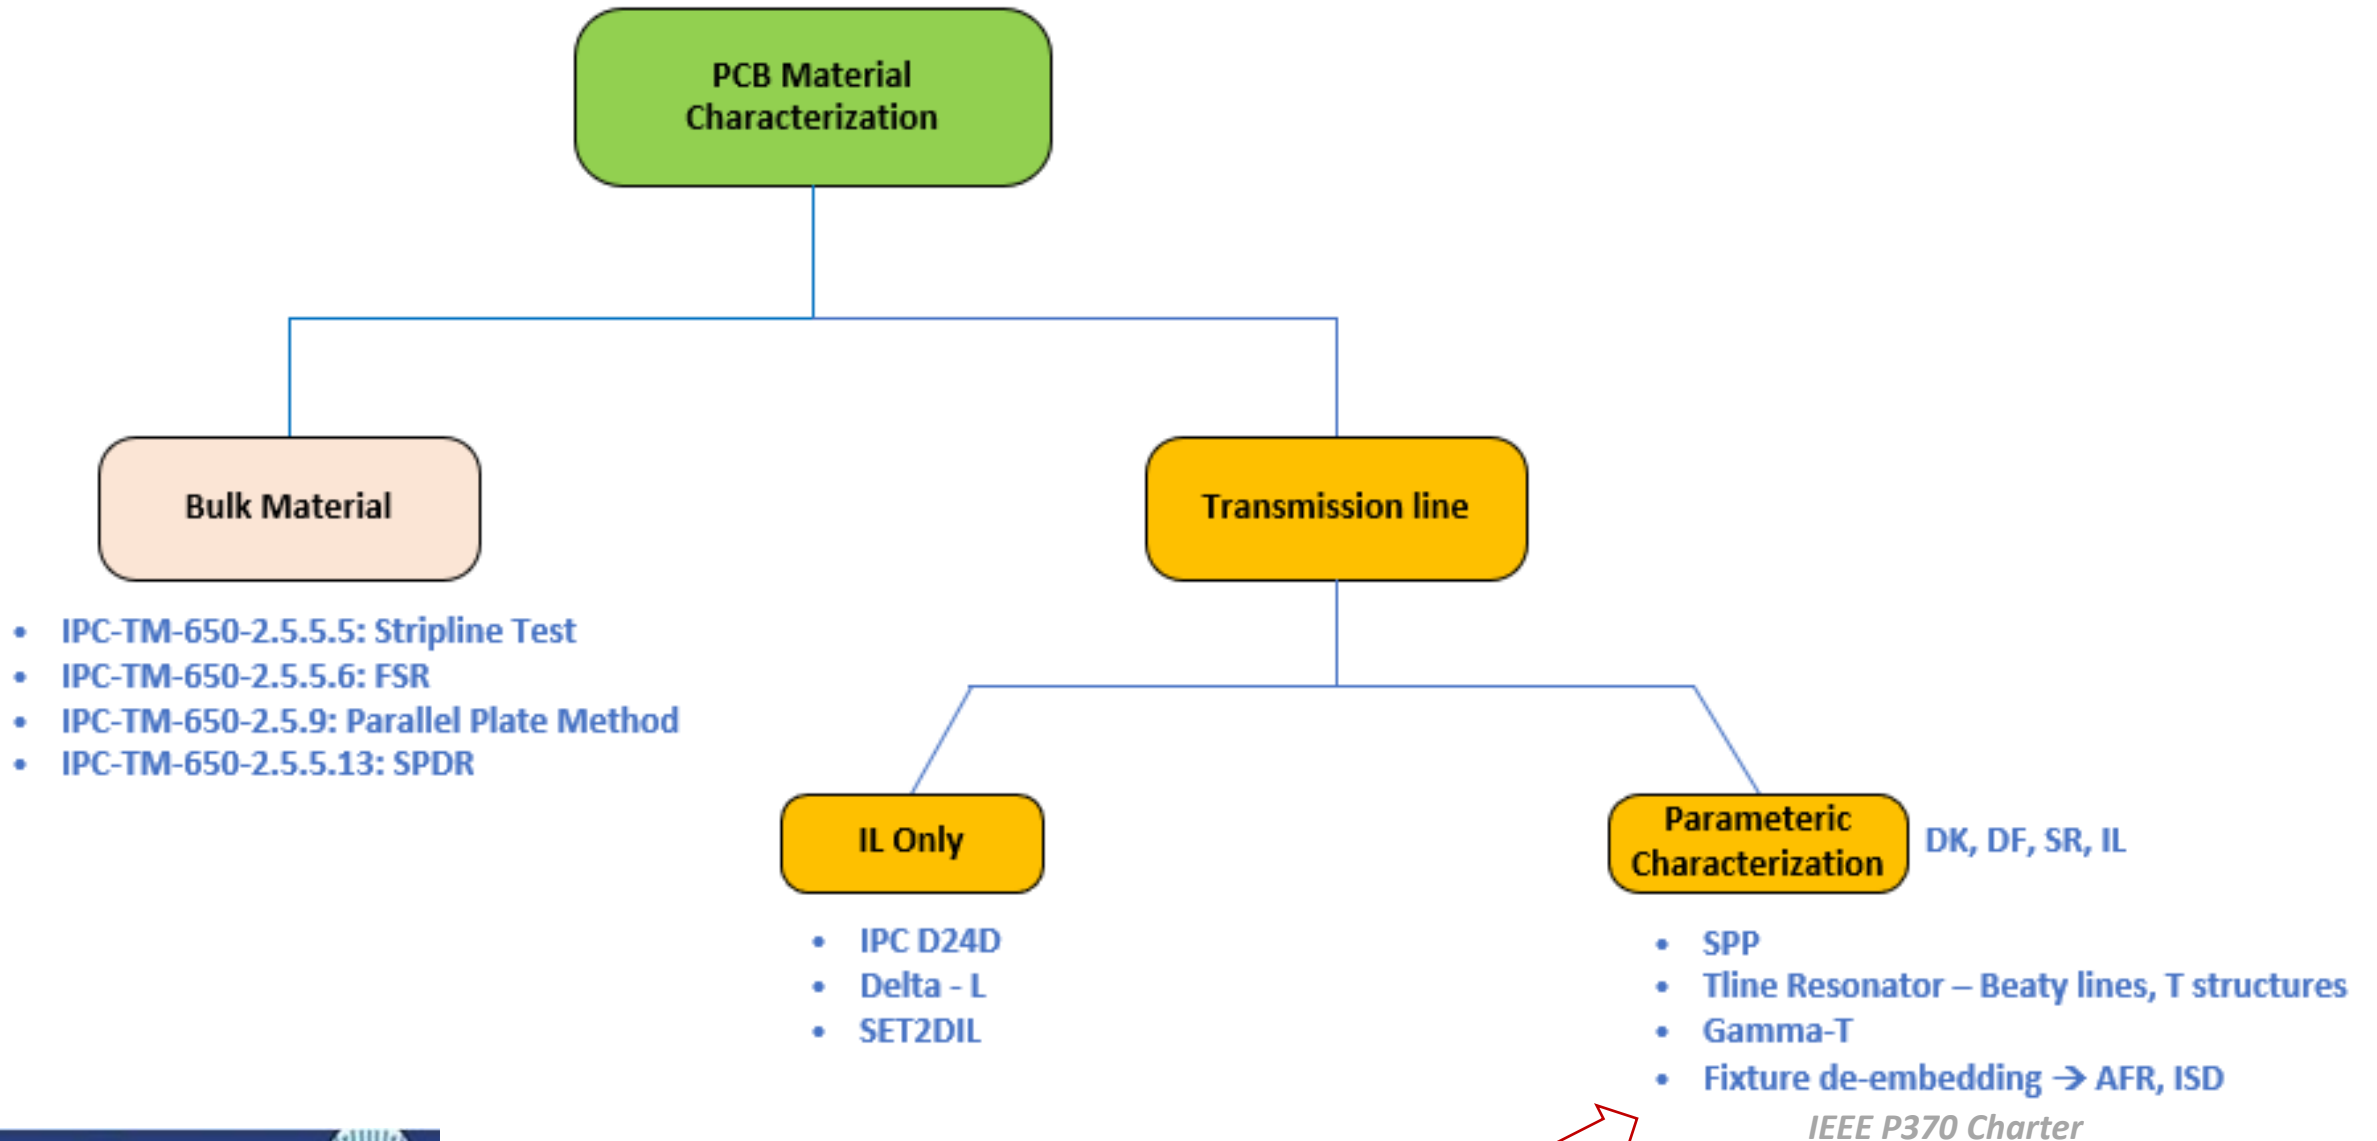 PCB Material
Characterization
Bulk Material
Transmission line
• IPC-TM-650-2.5.5.5: Stripline Test
• IPC-TM-650-2.5.5.6: FSR
• IPC-TM-650-2.5.9: Parallel Plate Method
• IPC-TM-650-2.5.5.13: SPDR
IL Only
• IPC D24D
• Delta - L
• SET2DIL
Parameteric
Characterization
DK, DF, SR, IL
• SPP
• Tline Resonator – Beaty lines, T structures
• Gamma-T
• Fixture de-embedding → AFR, ISD
IEEE P370 Charter